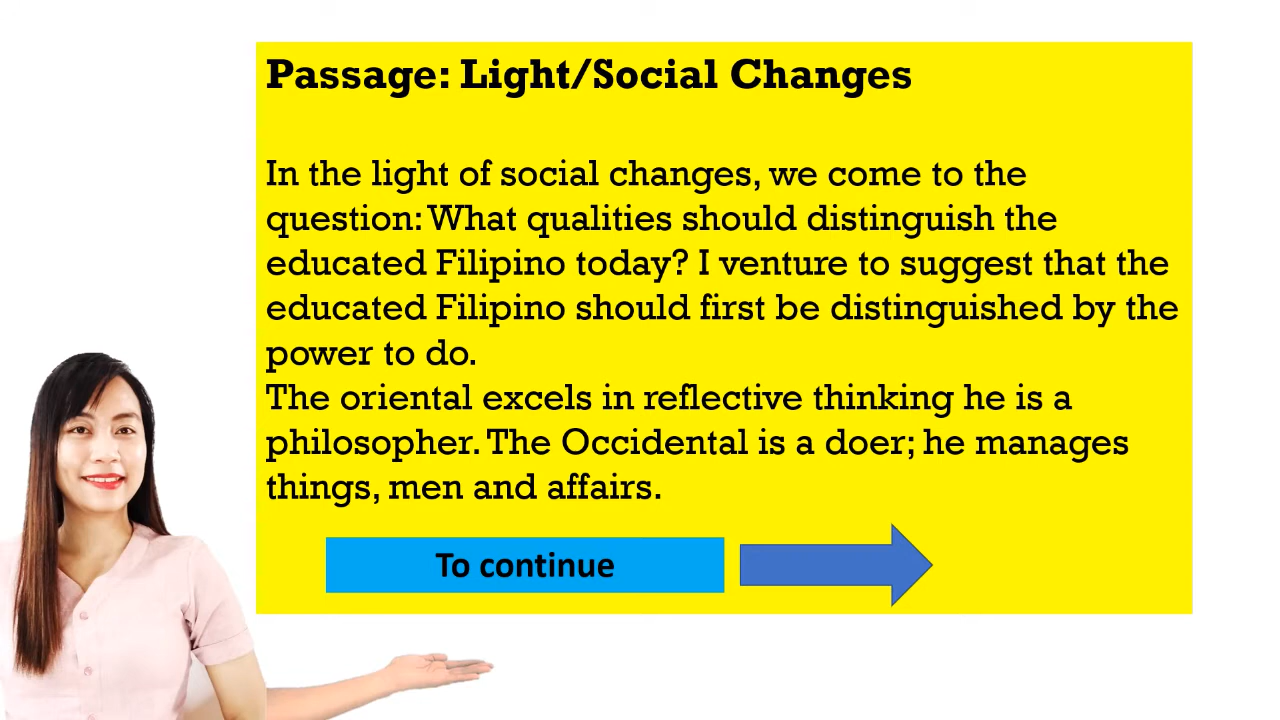 Passage: Light/Social Changes
In the light of social changes, we come to the
question: What qualities should distinguish the
educated Filipino today? I venture to suggest that the
educated Filipino should first be distinguished by the
power to do.
The oriental excels in reflective thinking he is a
philosopher. The Occidental is a doer; he manages
things, men and affairs.
To continue